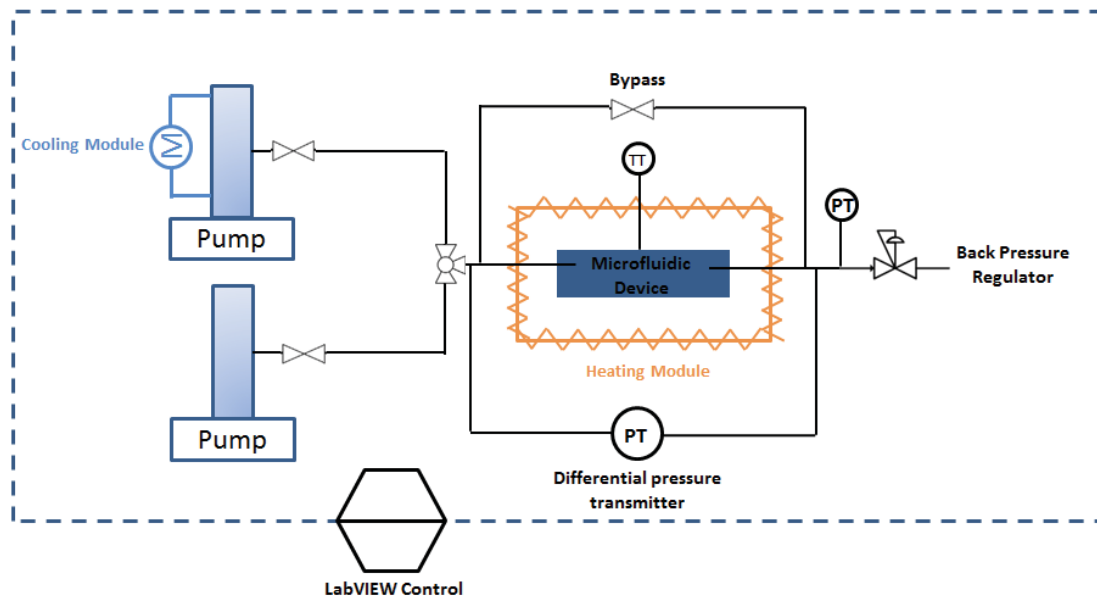 Bypass
Cooling Module
M
TT
PT
Pump
Microfluidic
Device
Back Pressure
Regulator
Heating Module
Pump
PT
Differential pressure
transmitter
LabVIEW Control